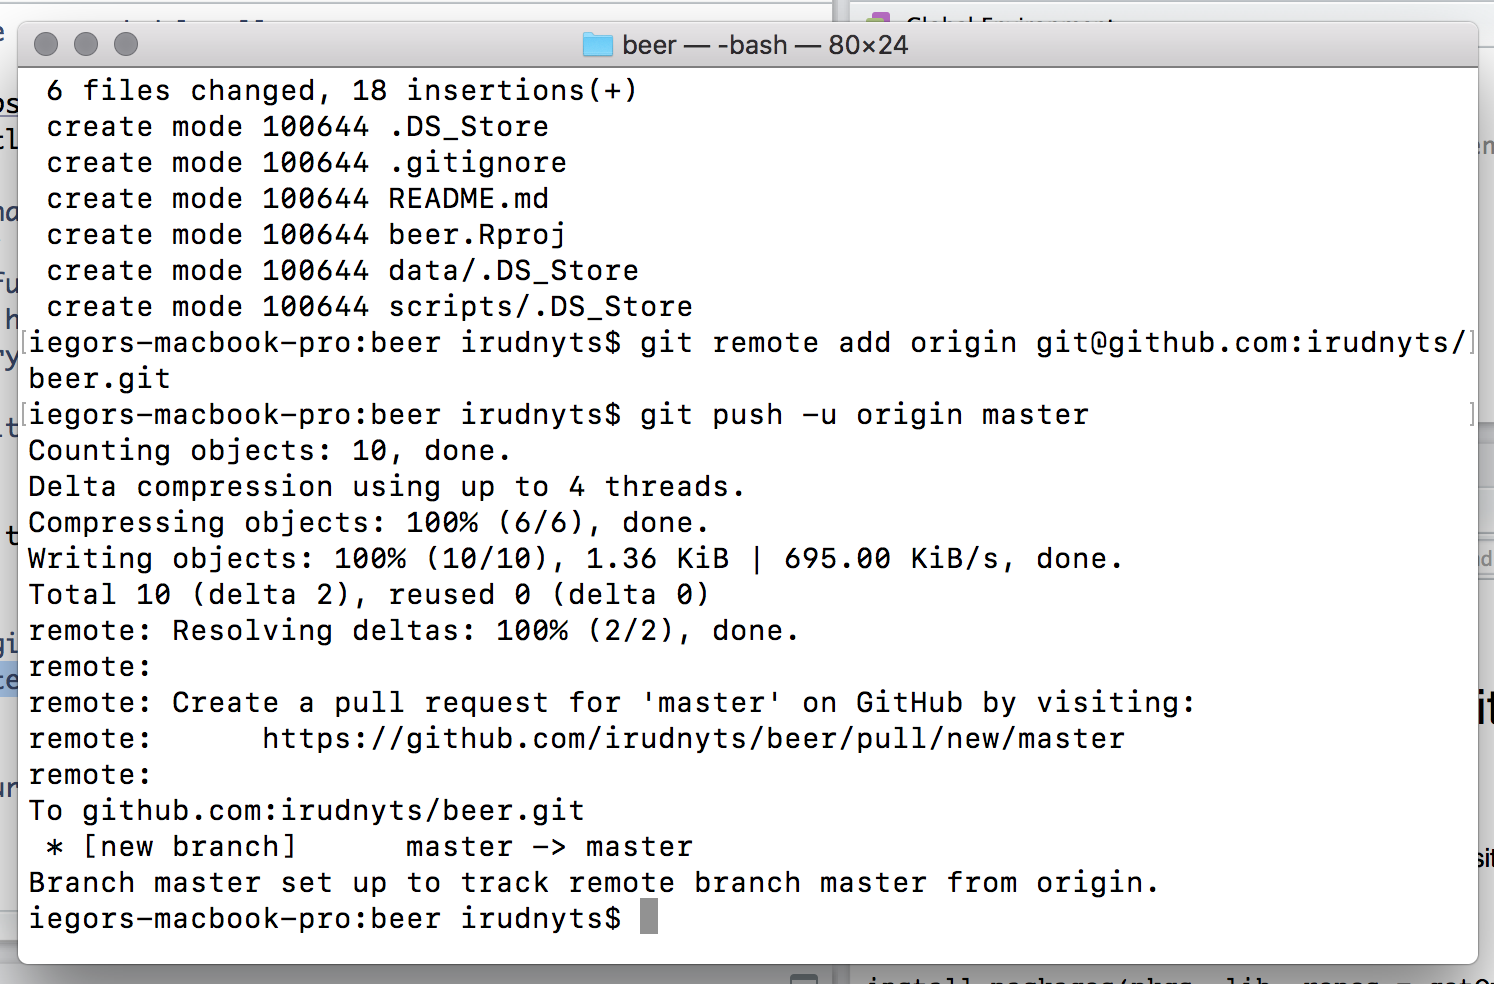 Global Environment
beer — -bash — 80×24
6 files changed, 18 insertions(+)
create mode 100644 .DS_Store
create mode 100644 .gitignore
create mode 100644 README.md
create mode 100644 beer.Rproj
create mode 100644 data/.DS_Store
create mode 100644 scripts/.DS_Store
[iegors-macbook-pro:beer irudnyts$ git remote add origin git@github.com:irudnyts/]
beer.git
[iegors-macbook-pro:beer irudnyts$ git push -u origin master ]
Counting objects: 10, done.
Delta compression using up to 4 threads.
Compressing objects: 100% (6/6), done.
Writing objects: 100% (10/10), 1.36 KiB | 695.00 KiB/s, done.
Total 10 (delta 2), reused 0 (delta 0)
remote: Resolving deltas: 100% (2/2), done.
remote:
remote: Create a pull request for 'master' on GitHub by visiting:
remote:      https://github.com/irudnyts/beer/pull/new/master
remote:
To github.com:irudnyts/beer.git
* [new branch]      master -> master
Branch master set up to track remote branch master from origin.
iegors-macbook-pro:beer irudnyts$